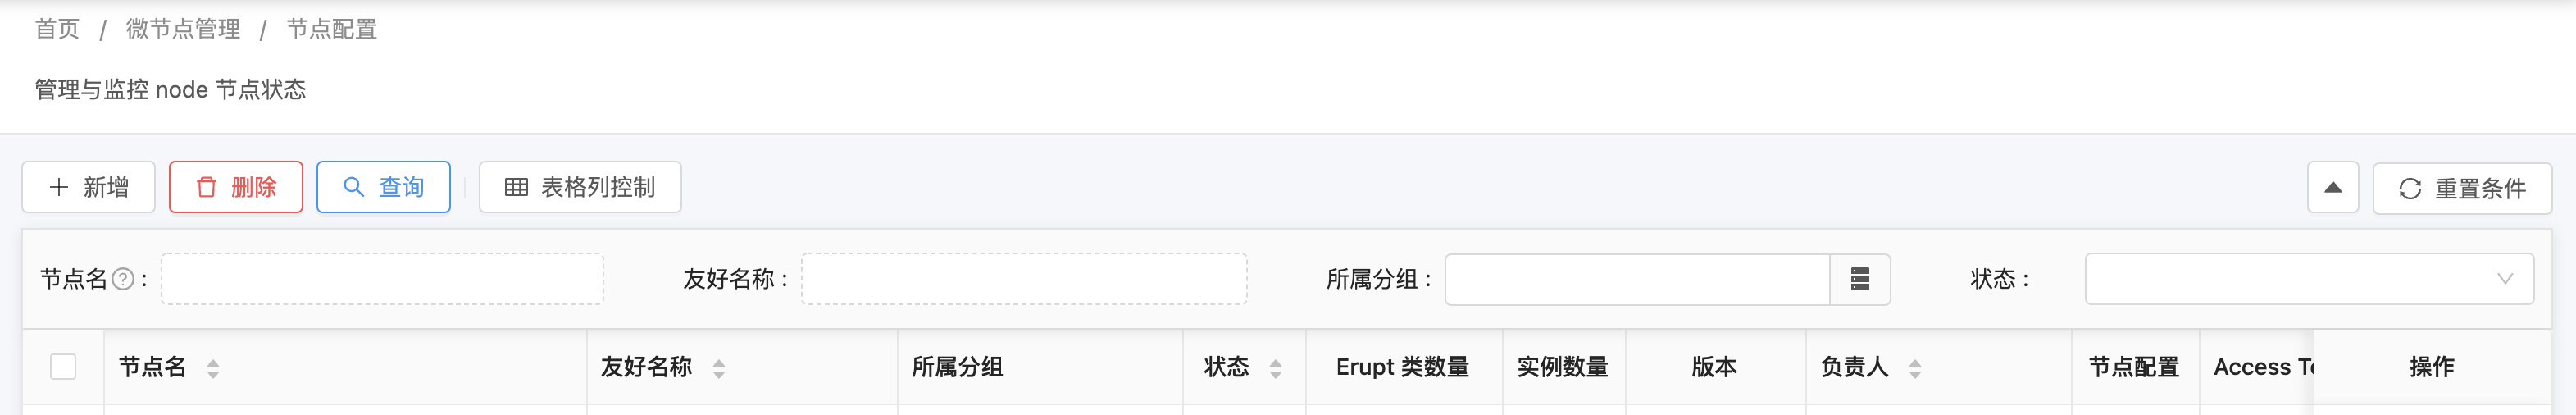 首页 / 微节点管理 / 节点配置
管理与监控 node 节点状态
新增 删除 查询 表格列控制 重置条件
节点名 ? : 友好名称 : 所属分组 : 状态 :
节点名 友好名称 所属分组 状态 Erupt 类数量 实例数量 版本 负责人 节点配置 Access 操作